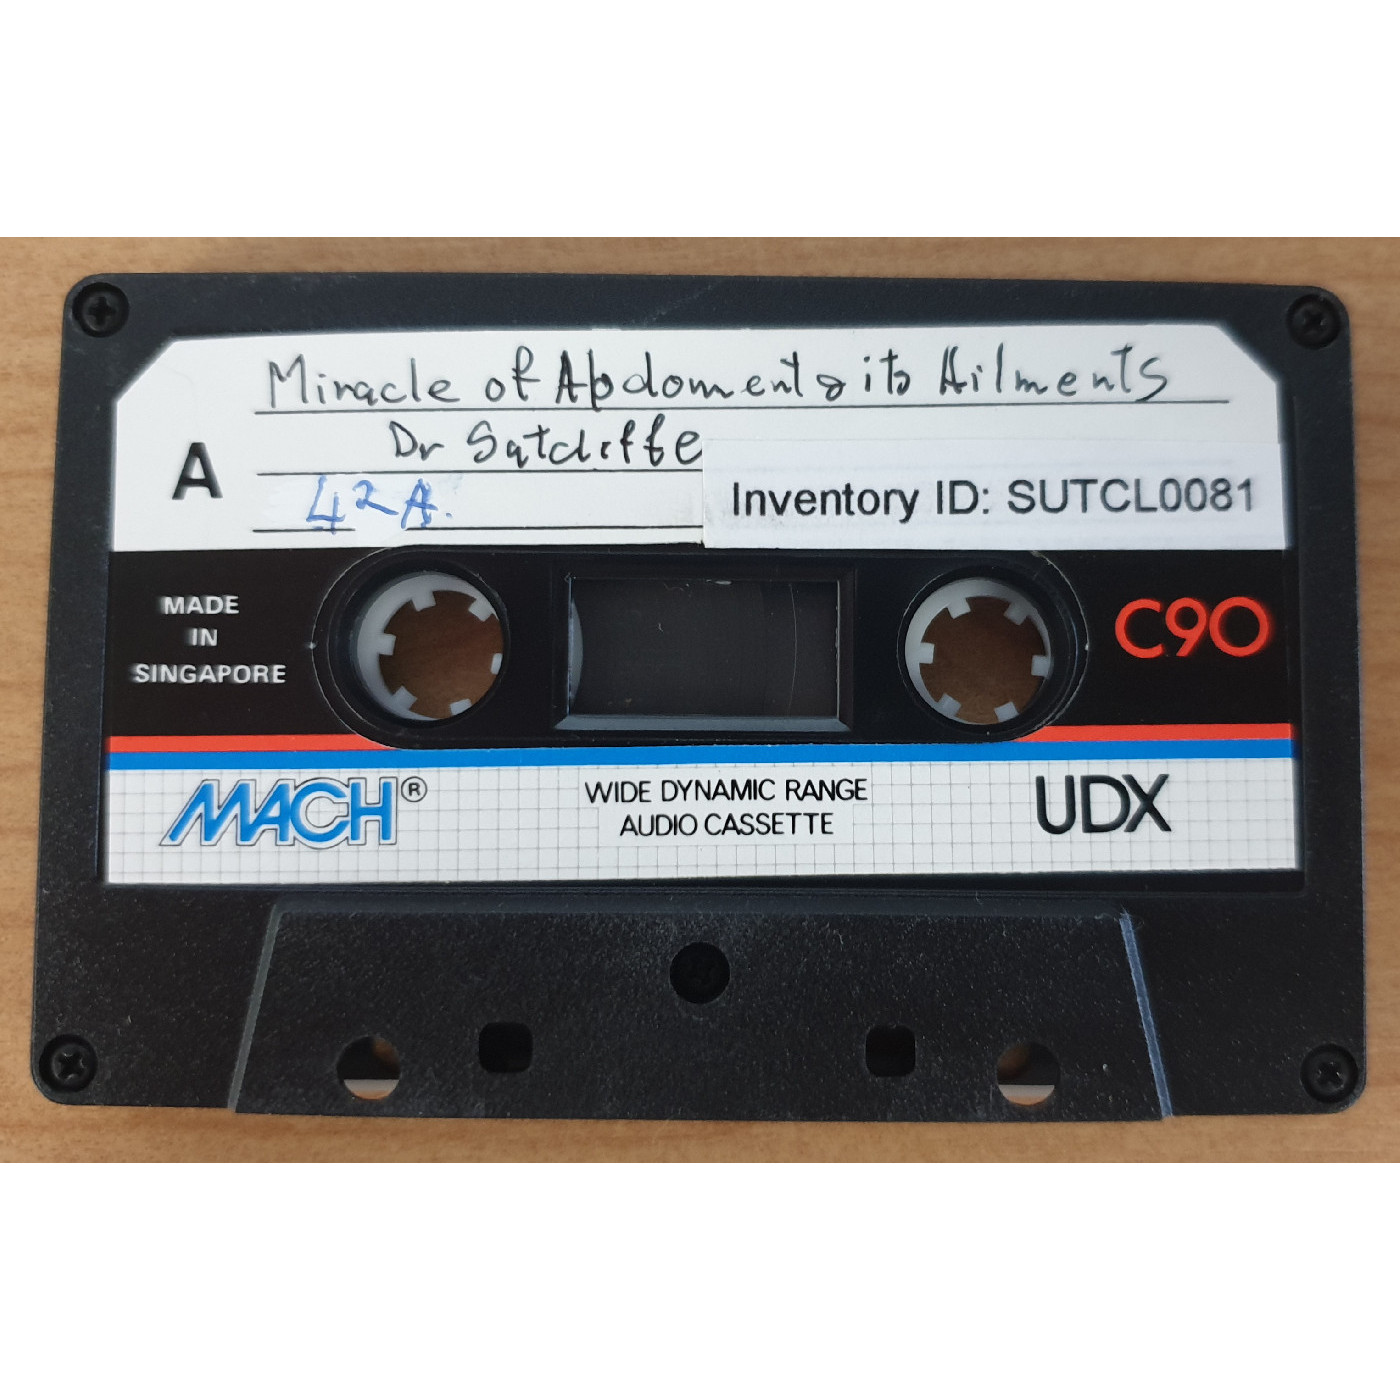 Miracle of Abdoment & its Ailments
Dr Sutcliffe
A
42A.
Inventory ID: SUTCL0081
MADE
IN
SINGAPORE
C90
MACH®
WIDE DYNAMIC RANGE
AUDIO CASSETTE
UDX